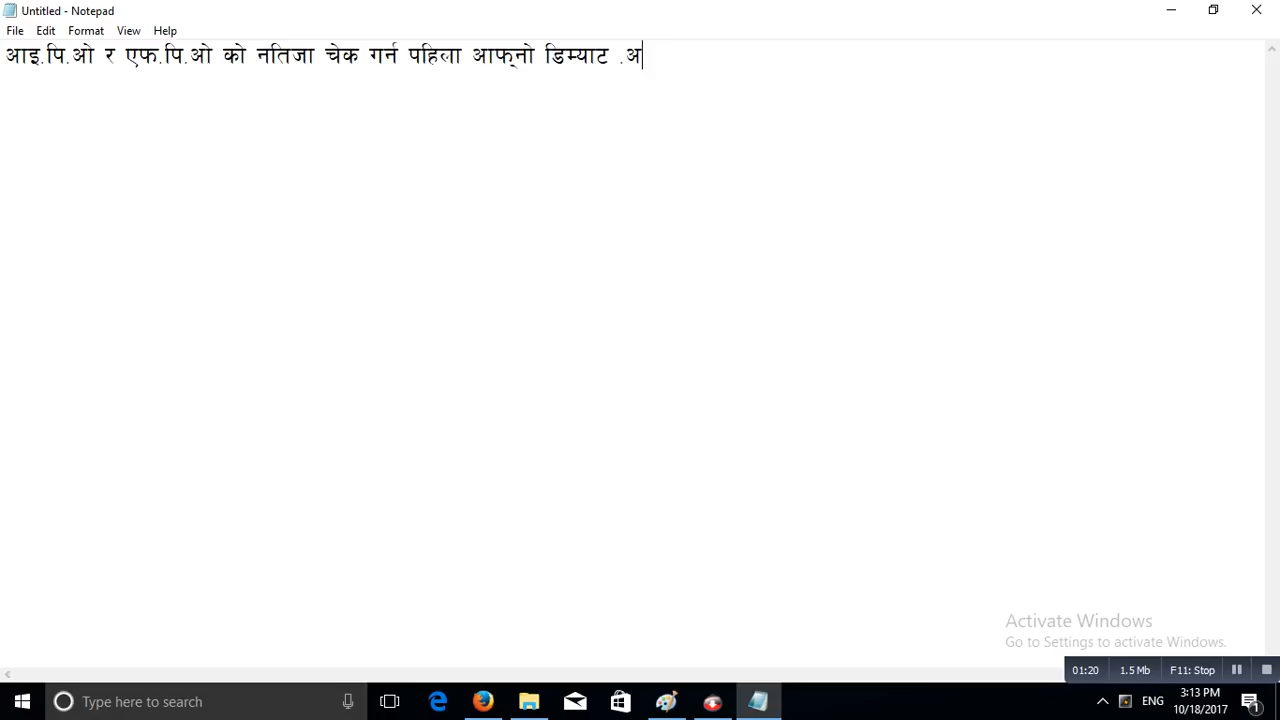 Untitled - Notepad
File Edit Format View Help
आइ.पि.ओ र एफ.पि.ओ को नतिजा चेक गर्न पहिला आफ्नो डिम्याट .अ
Activate Windows
Go to Settings to activate Windows.
01:20 1.5 Mb F11: Stop
Type here to search
ENG
3:13 PM
10/18/2017
1